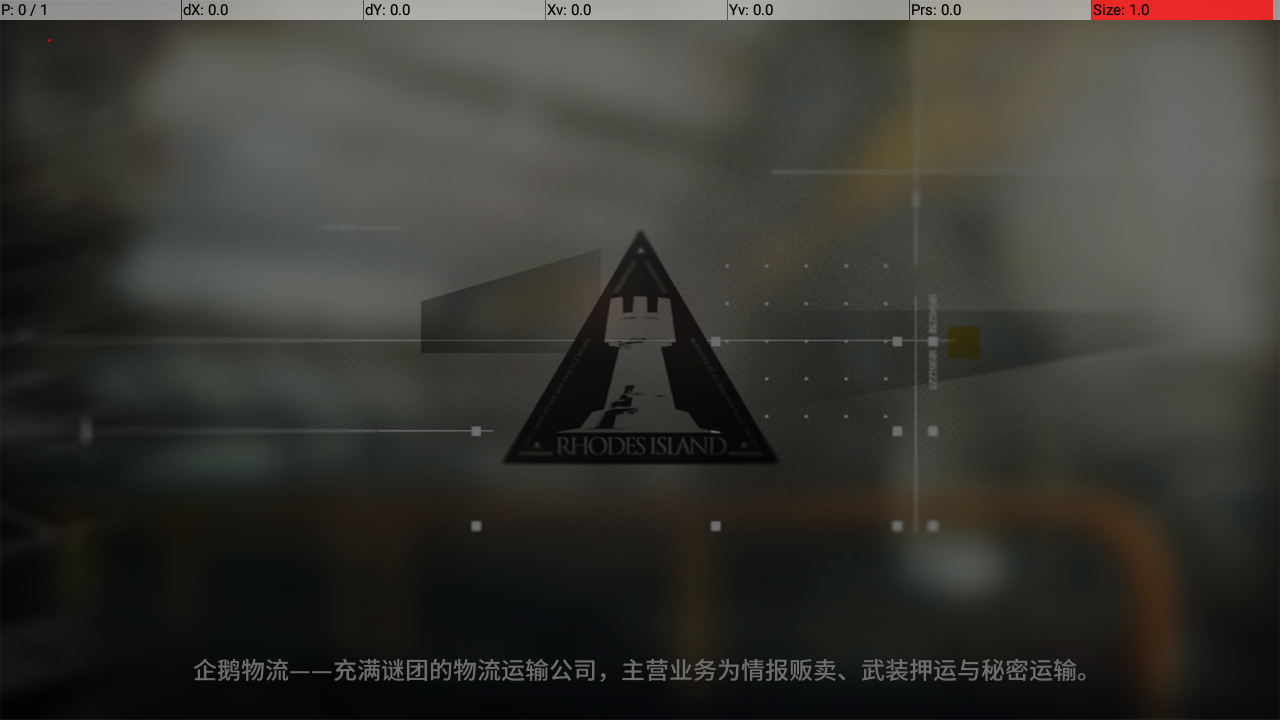 P: 0 / 1
dX: 0.0
dY: 0.0
Xv: 0.0
Yv: 0.0
Prs: 0.0
Size: 1.0
RHODES ISLAND
企鹅物流——充满谜团的物流运输公司，主营业务为情报贩卖、武装押运与秘密运输。